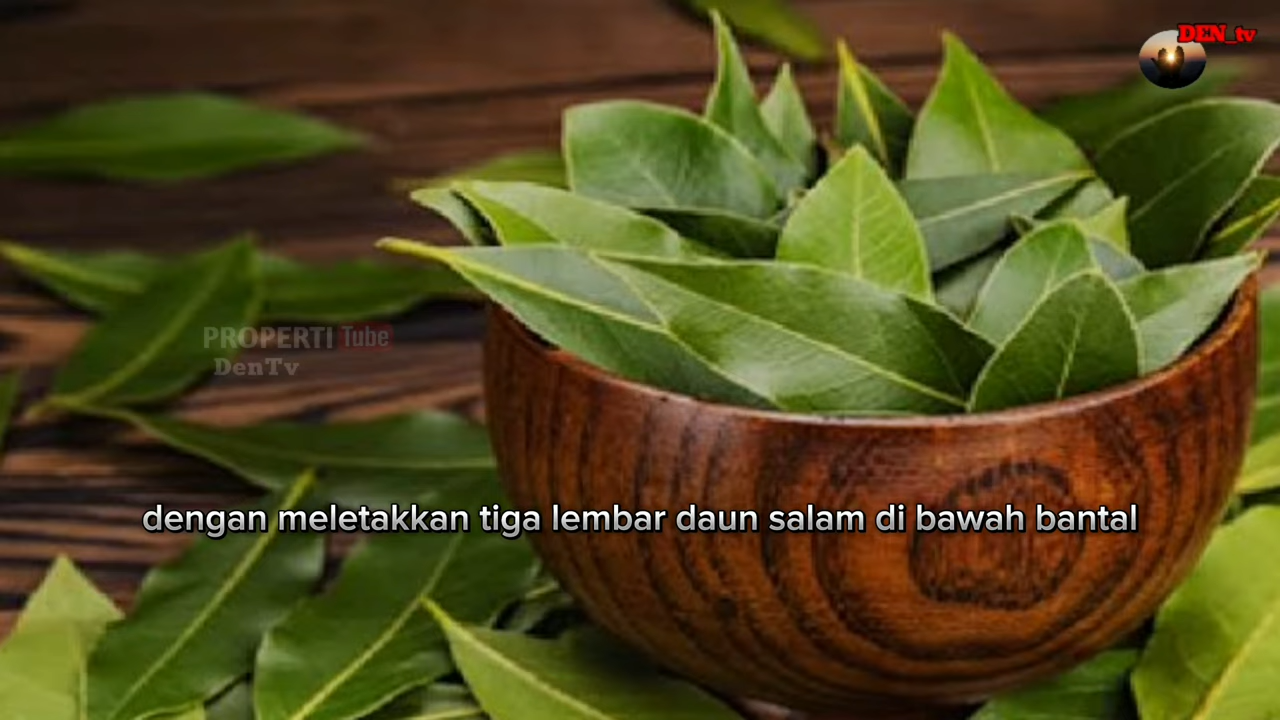 DEN_tv
PROPERTI Tube
DenTv
dengan meletakkan tiga lembar daun salam di bawah bantal